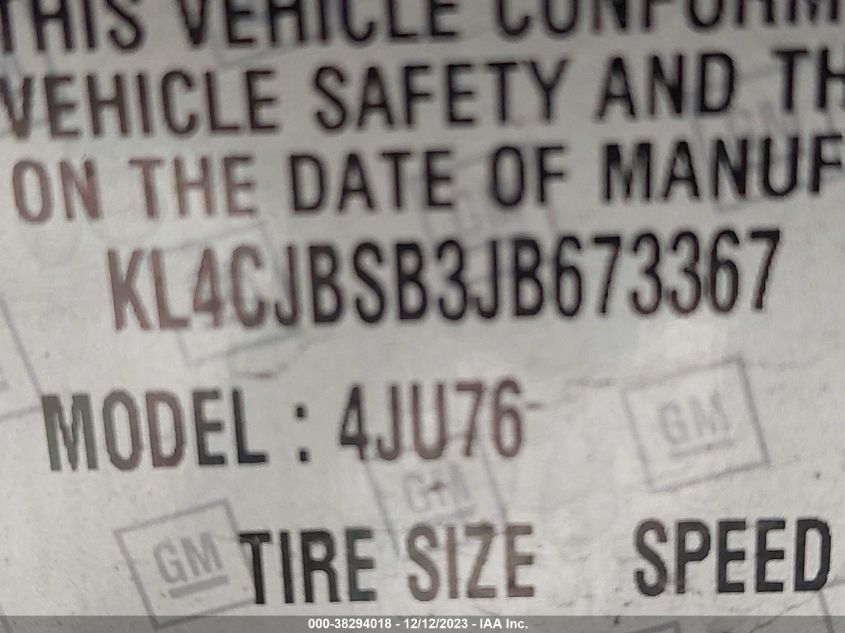 THIS VEHICLE CONFORM
VEHICLE SAFETY AND TH
ON THE DATE OF MANUF
KL4CJBSB3JB673367
MODEL : 4JU76
GM
GM
GM
TIRE SIZE SPEED
000-38294018 - 12/12/2023 - IAA Inc.